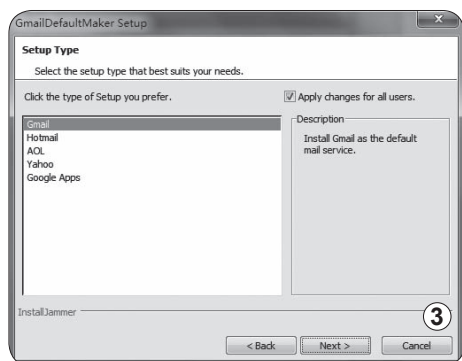 GmailDefaultMaker Setup
Setup Type
Select the setup type that best suits your needs.
Click the type of Setup you prefer.
Apply changes for all users.
Gmail
Hotmail
AOL
Yahoo
Google Apps
Description
Install Gmail as the default
mail service.
InstallJammer
3
< Back
Next >
Cancel